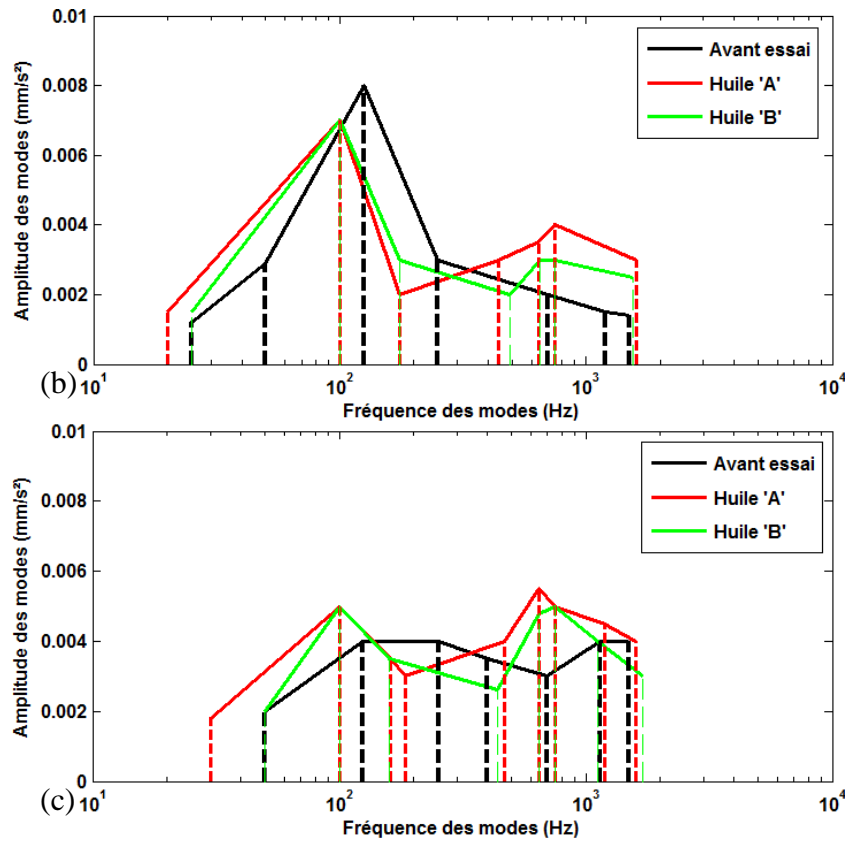 0.01
0.008
0.006
0.004
0.002
0
Amplitude des modes (mm/s²)
Avant essai
Huile 'A'
Huile 'B'
(b)
10¹ 10² 10³ 10⁴
Fréquence des modes (Hz)
0.01
0.008
0.006
0.004
0.002
0
Amplitude des modes (mm/s²)
Avant essai
Huile 'A'
Huile 'B'
(c)
10¹ 10² 10³ 10⁴
Fréquence des modes (Hz)